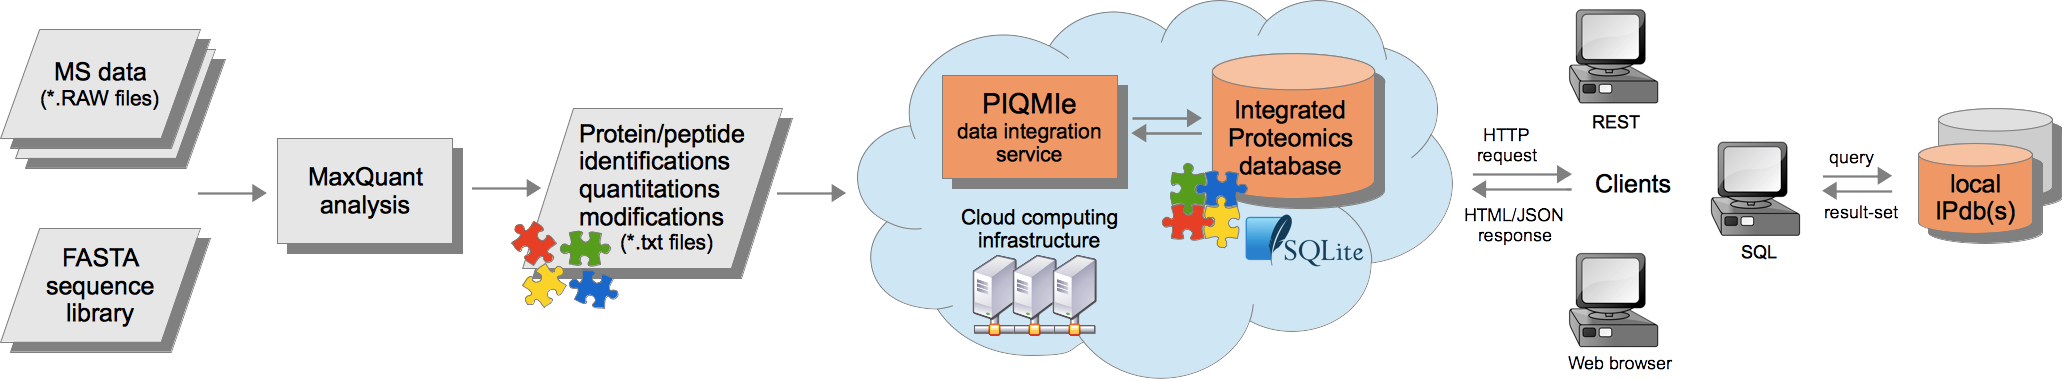 MS data
(*.RAW files)
FASTA
sequence
library
MaxQuant
analysis
Protein/peptide
identifications
quantitations
modifications
(*.txt files)
PIQMIe
data integration
service
Integrated
Proteomics
database
Cloud computing
infrastructure
SQLite
HTTP
request
HTML/JSON
response
REST
Clients
SQL
Web browser
query
result-set
local
IPdb(s)